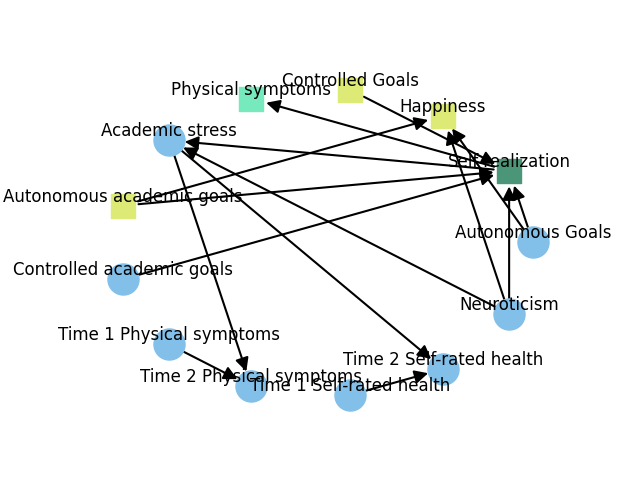 Controlled Goals
Physical symptoms
Happiness
Academic stress
Self-realization
Autonomous academic goals
Autonomous Goals
Controlled academic goals
Neuroticism
Time 1 Physical symptoms
Time 2 Self-rated health
Time 2 Physical symptoms
Time 1 Self-rated health